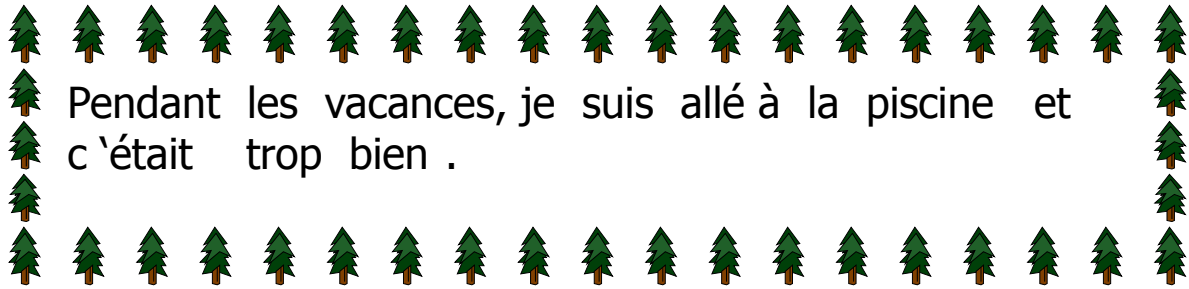 Pendant les vacances, je suis allé à la piscine et
c ‘était trop bien .